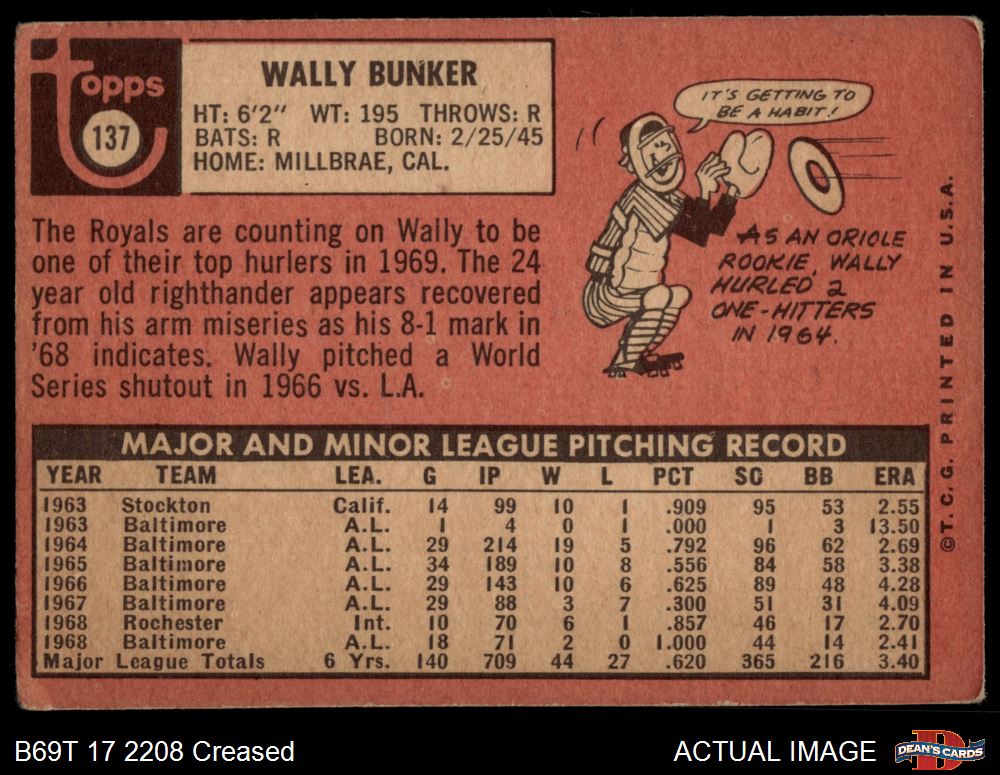 Topps
137
WALLY BUNKER
HT: 6'2" WT: 195 THROWS: R
BATS: R BORN: 2/25/45
HOME: MILLBRAE, CAL.
The Royals are counting on Wally to be
one of their top hurlers in 1969. The 24
year old righthander appears recovered
from his arm miseries as his 8-1 mark in
'68 indicates. Wally pitched a World
Series shutout in 1966 vs. L.A.
IT'S GETTING TO
BE A HABIT!
AS AN ORIOLE
ROOKIE, WALLY
HURLED 2
ONE-HITTERS
IN 1964.
MAJOR AND MINOR LEAGUE PITCHING RECORD
YEAR TEAM LEA. G IP W L PCT SO BB ERA
1963 Stockton Calif. 14 99 10 1 .909 95 53 2.55
1963 Baltimore A.L. 1 4 0 1 .000 1 3 13.50
1964 Baltimore A.L. 29 214 19 5 .792 96 62 2.69
1965 Baltimore A.L. 34 189 10 8 .556 84 58 3.38
1966 Baltimore A.L. 29 143 10 6 .625 89 48 4.28
1967 Baltimore A.L. 29 88 3 7 .300 51 31 4.09
1968 Rochester Int. 10 70 6 1 .857 46 17 2.70
1968 Baltimore A.L. 18 71 2 0 1.000 44 14 2.41
Major League Totals 6 Yrs. 140 709 44 27 .620 365 216 3.40
©T.C.G. PRINTED IN U.S.A.
B69T 17 2208 Creased
ACTUAL IMAGE
D
DEAN'S CARDS